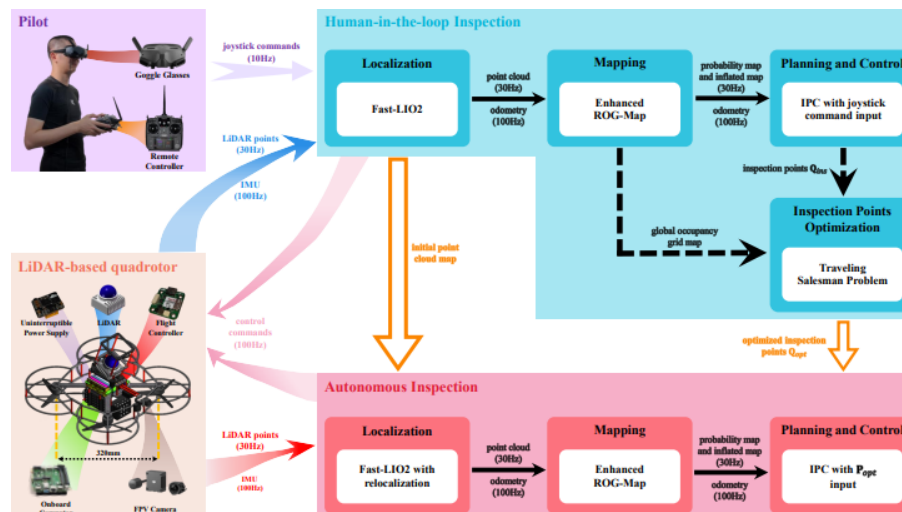 Pilot
Goggle Glasses
Remote
Controller
joystick commands
(10Hz)
LiDAR points
(30Hz)
IMU
(100Hz)
Human-in-the-loop Inspection
Localization
Fast-LIO2
point cloud
(30Hz)
odometry
(100Hz)
Mapping
Enhanced
ROG-Map
probability map
and inflated map
(30Hz)
odometry
(100Hz)
Planning and Control
IPC with joystick
command input
inspection points Qins
Inspection Points
Optimization
Traveling
Salesman Problem
global occupancy
grid map
initial point
cloud map
optimized inspection
points Qopt
LiDAR-based quadrotor
Uninterruptible
Power Supply
LiDAR
Flight
Controller
320mm
Onboard
FPV Camera
control
commands
(100Hz)
LiDAR points
(30Hz)
IMU
(100Hz)
Autonomous Inspection
Localization
Fast-LIO2 with
relocalization
point cloud
(30Hz)
odometry
(100Hz)
Mapping
Enhanced
ROG-Map
probability map
and inflated map
(30Hz)
odometry
(100Hz)
Planning and Control
IPC with Popt
input